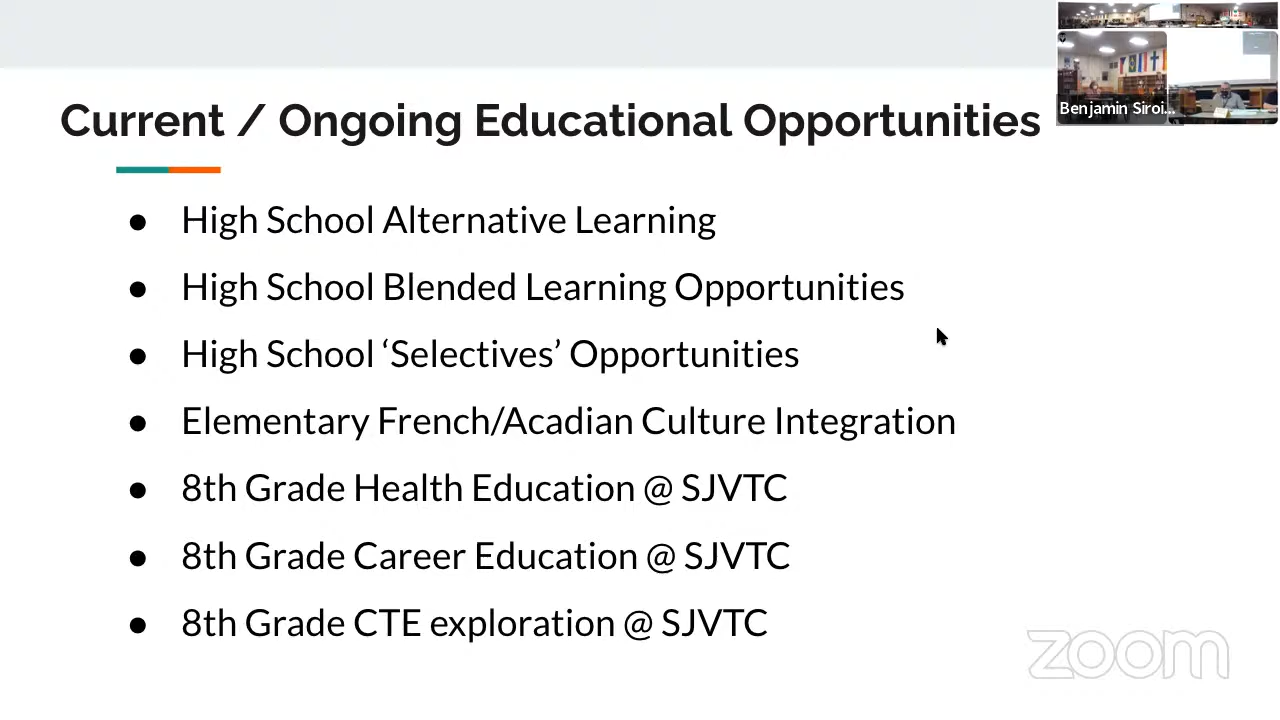 Current / Ongoing Educational Opportunities
Benjamin Siroi...
● High School Alternative Learning
● High School Blended Learning Opportunities
● High School ‘Selectives’ Opportunities
● Elementary French/Acadian Culture Integration
● 8th Grade Health Education @ SJVTC
● 8th Grade Career Education @ SJVTC
● 8th Grade CTE exploration @ SJVTC
zoom